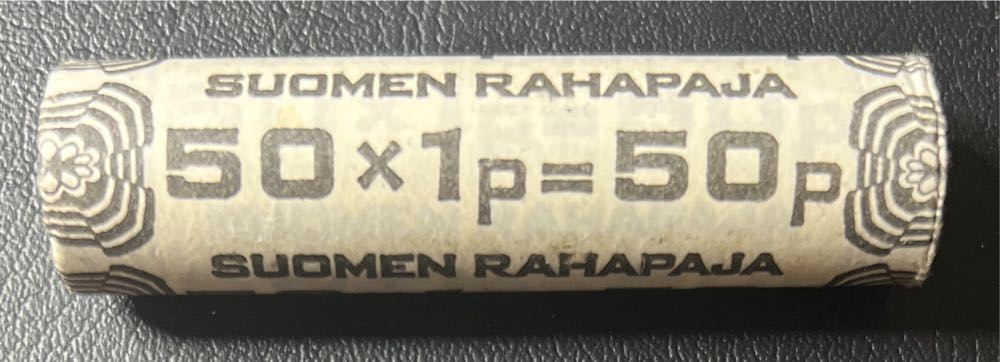 SUOMEN RAHAPAJA
50 x 1p = 50p
SUOMEN RAHAPAJA